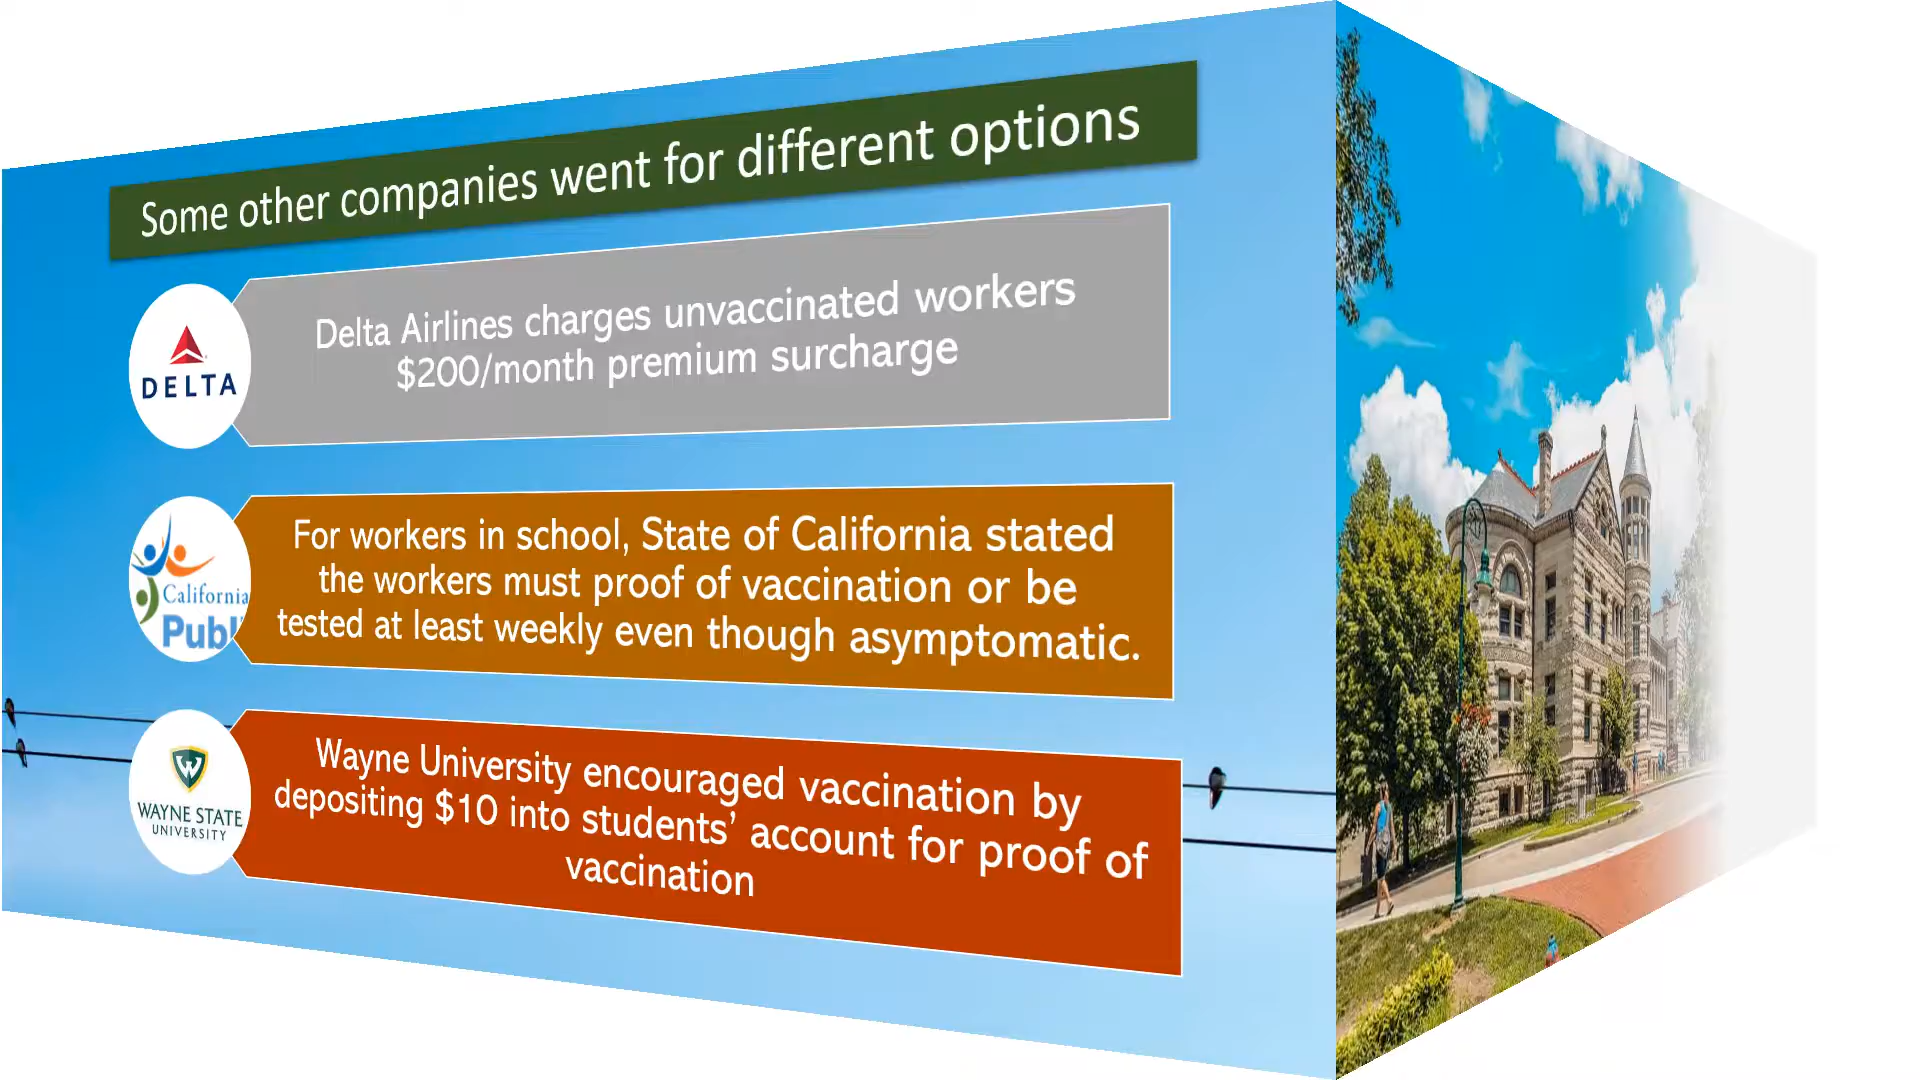 Some other companies went for different options
DELTA
Delta Airlines charges unvaccinated workers
$200/month premium surcharge
California
Publ
For workers in school, State of California stated
the workers must proof of vaccination or be
tested at least weekly even though asymptomatic.
WAYNE STATE
UNIVERSITY
Wayne University encouraged vaccination by
depositing $10 into students’ account for proof of
vaccination